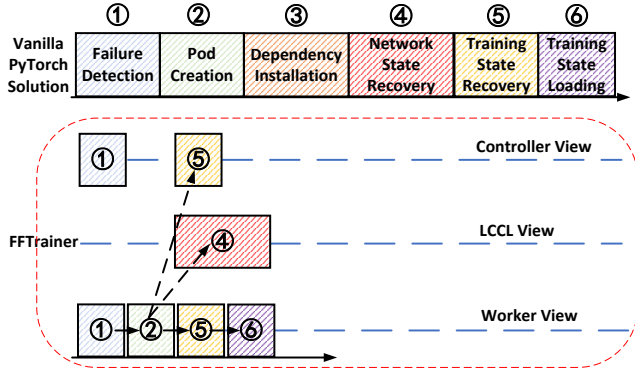 ① ② ③ ④ ⑤ ⑥
Vanilla
PyTorch
Solution
Failure
Detection
Pod
Creation
Dependency
Installation
Network
State
Recovery
Training
State
Recovery
Training
State
Loading
① ⑤ Controller View
FFTrainer ④ LCCL View
Worker View
① ② ⑤ ⑥